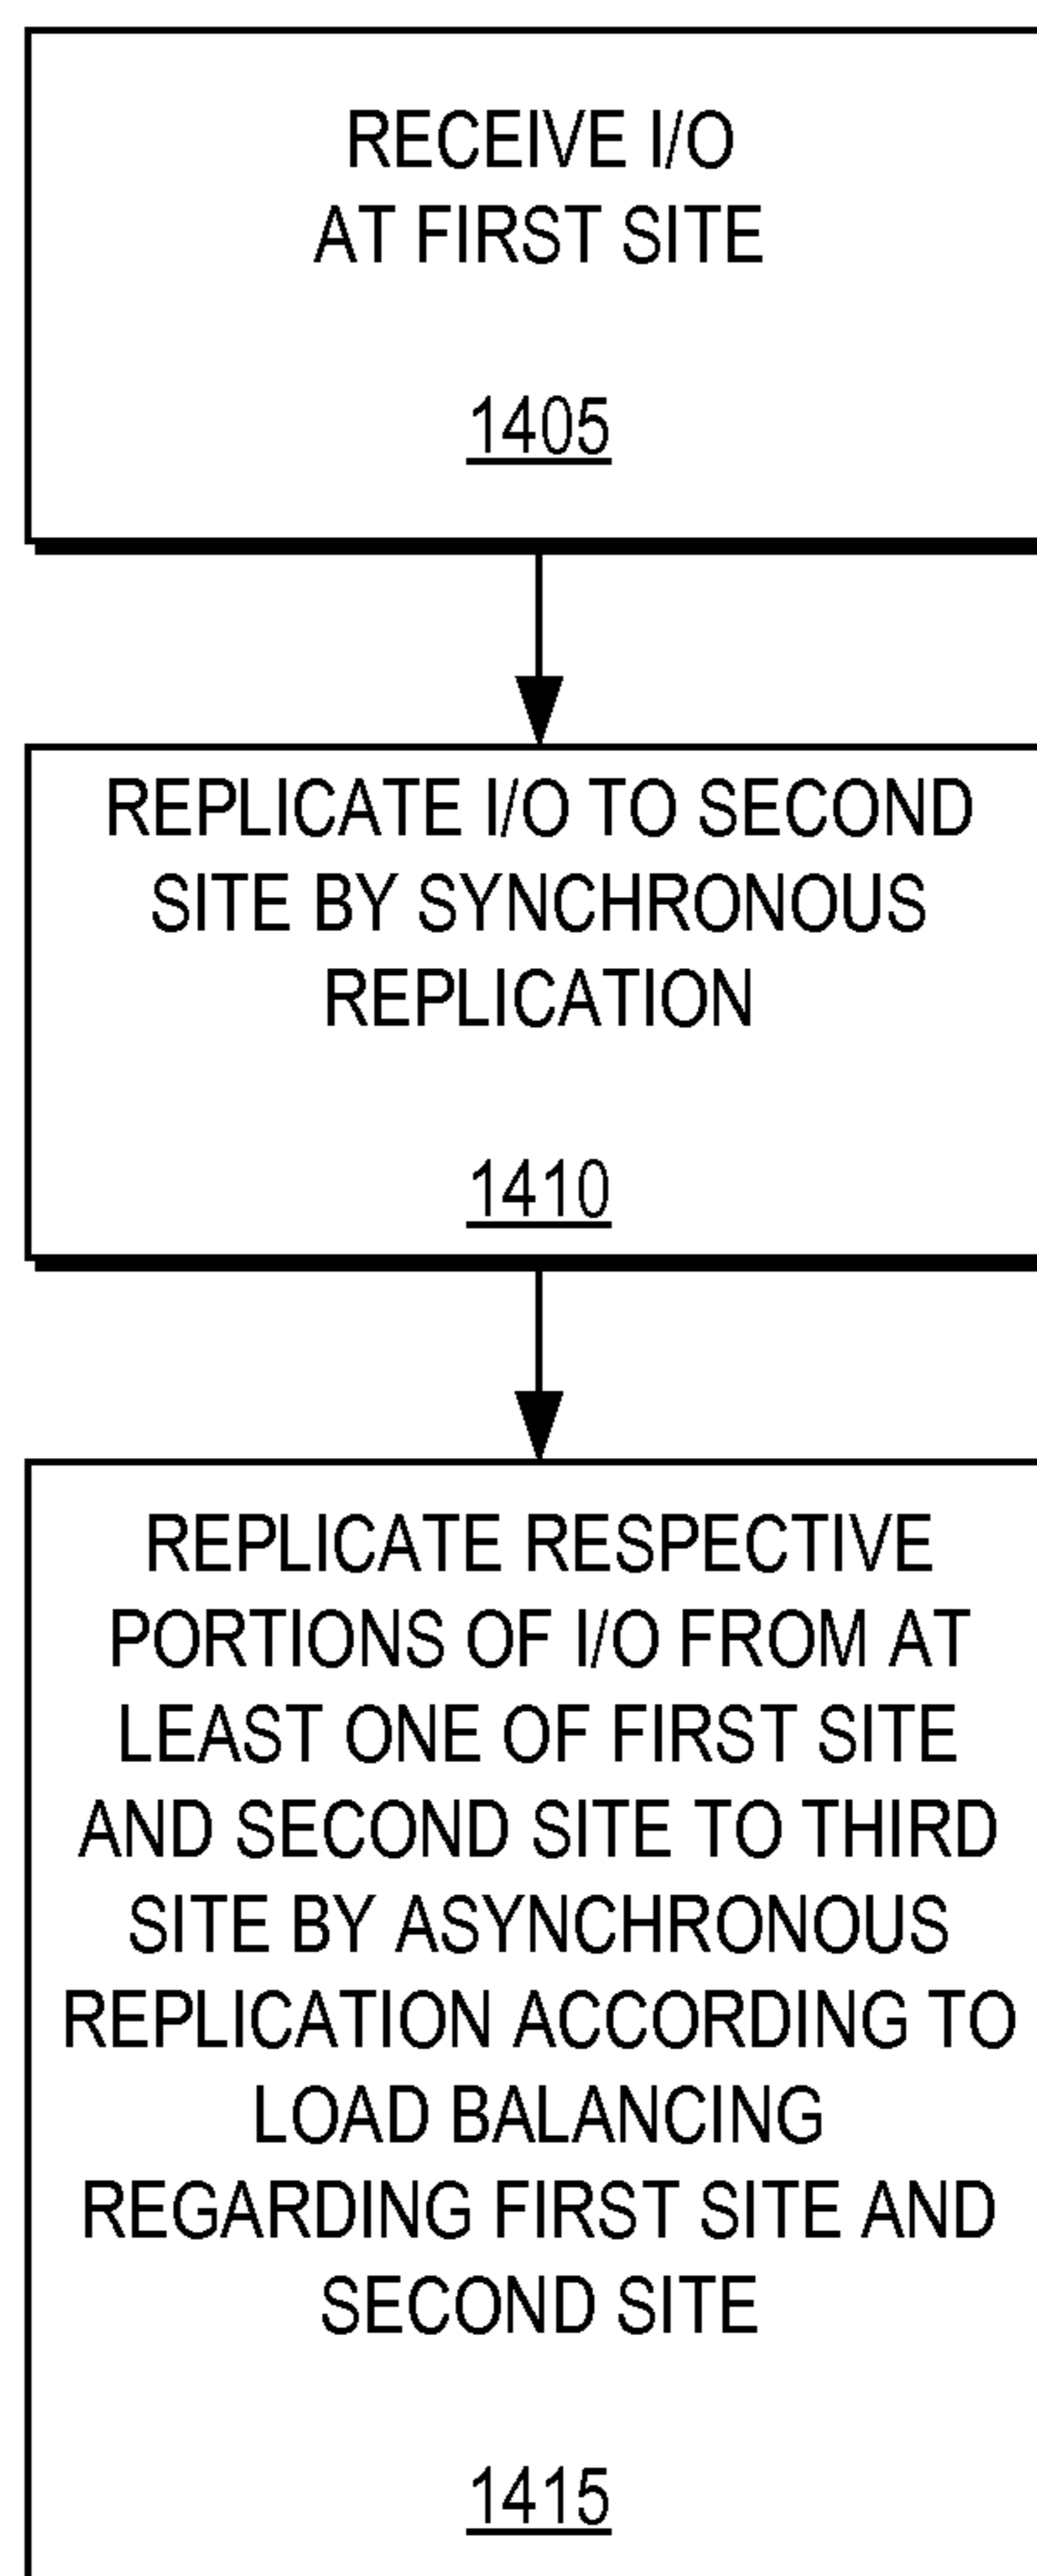 RECEIVE I/O
AT FIRST SITE
1405
REPLICATE I/O TO SECOND
SITE BY SYNCHRONOUS
REPLICATION
1410
REPLICATE RESPECTIVE
PORTIONS OF I/O FROM AT
LEAST ONE OF FIRST SITE
AND SECOND SITE TO THIRD
SITE BY ASYNCHRONOUS
REPLICATION ACCORDING TO
LOAD BALANCING
REGARDING FIRST SITE AND
SECOND SITE
1415